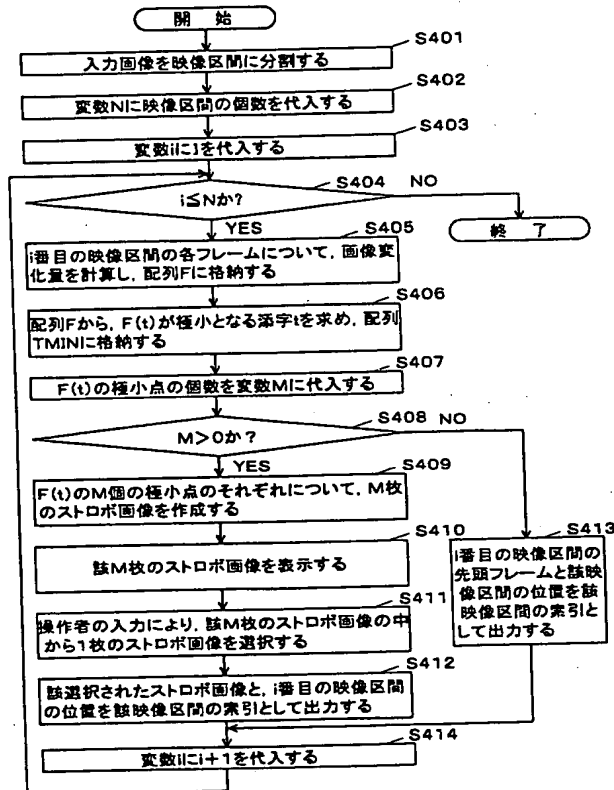 開始
S401
入力画像を映像区間に分割する
S402
変数Nに映像区間の個数を代入する
S403
変数iに1を代入する
S404
i≦Nか?
NO
YES
終了
S405
i番目の映像区間の各フレームについて,画像変
化量を計算し,配列Fに格納する
S406
配列Fから,F(t)が極小となる添字tを求め,配列
TMINに格納する
S407
F(t)の極小点の個数を変数Mに代入する
S408
M>0か?
NO
YES
S409
F(t)のM個の極小点のそれぞれについて,M枚
のストロボ画像を作成する
S410
該M枚のストロボ画像を表示する
S411
操作者の入力により,該M枚のストロボ画像の中
から1枚のストロボ画像を選択する
S412
該選択されたストロボ画像と,i番目の映像区間
の位置を該映像区間の索引として出力する
S413
i番目の映像区間の
先頭フレームと該映
像区間の位置を該
映像区間の索引と
して出力する
S414
変数iにi+1を代入する